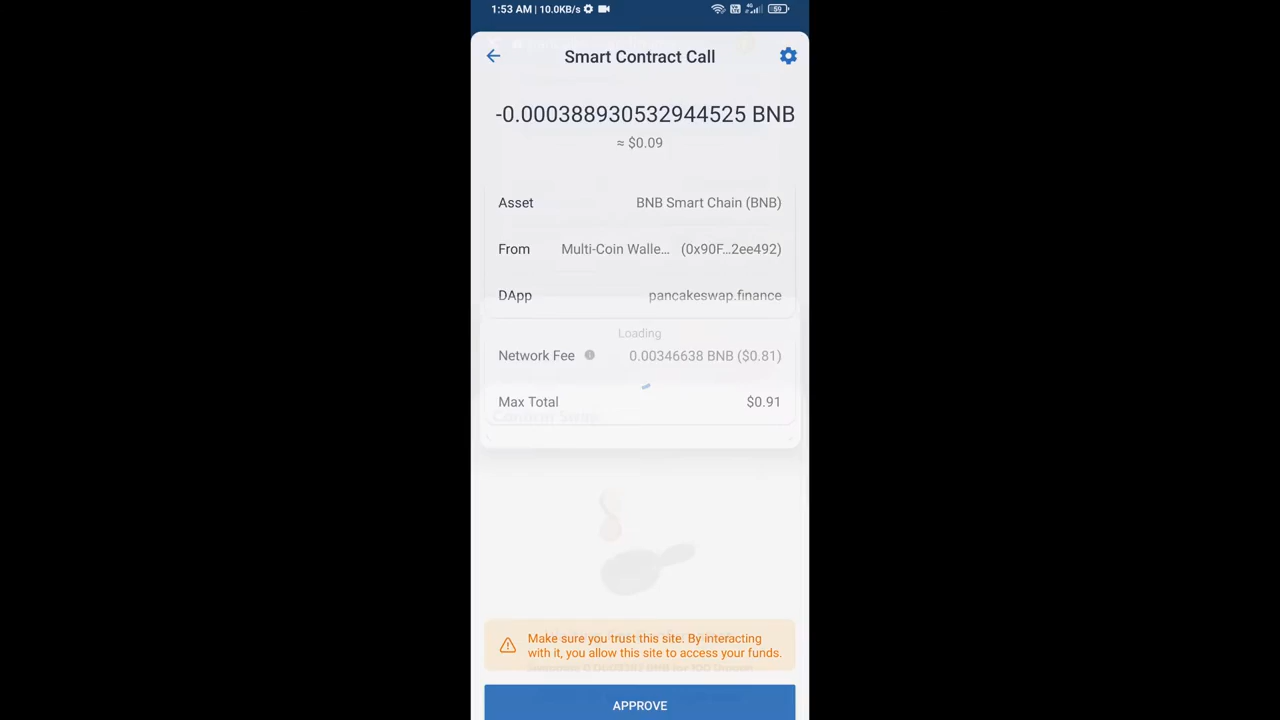 1:53 AM | 10.0KB/s
59
Smart Contract Call
-0.000388930532944525 BNB
≈ $0.09
Asset BNB Smart Chain (BNB)
From Multi-Coin Walle... (0x90F...2ee492)
DApp pancakeswap.finance
Loading
Network Fee 0.00346638 BNB ($0.81)
Max Total $0.91
Confirm Swap
Make sure you trust this site. By interacting
with it, you allow this site to access your funds.
APPROVE